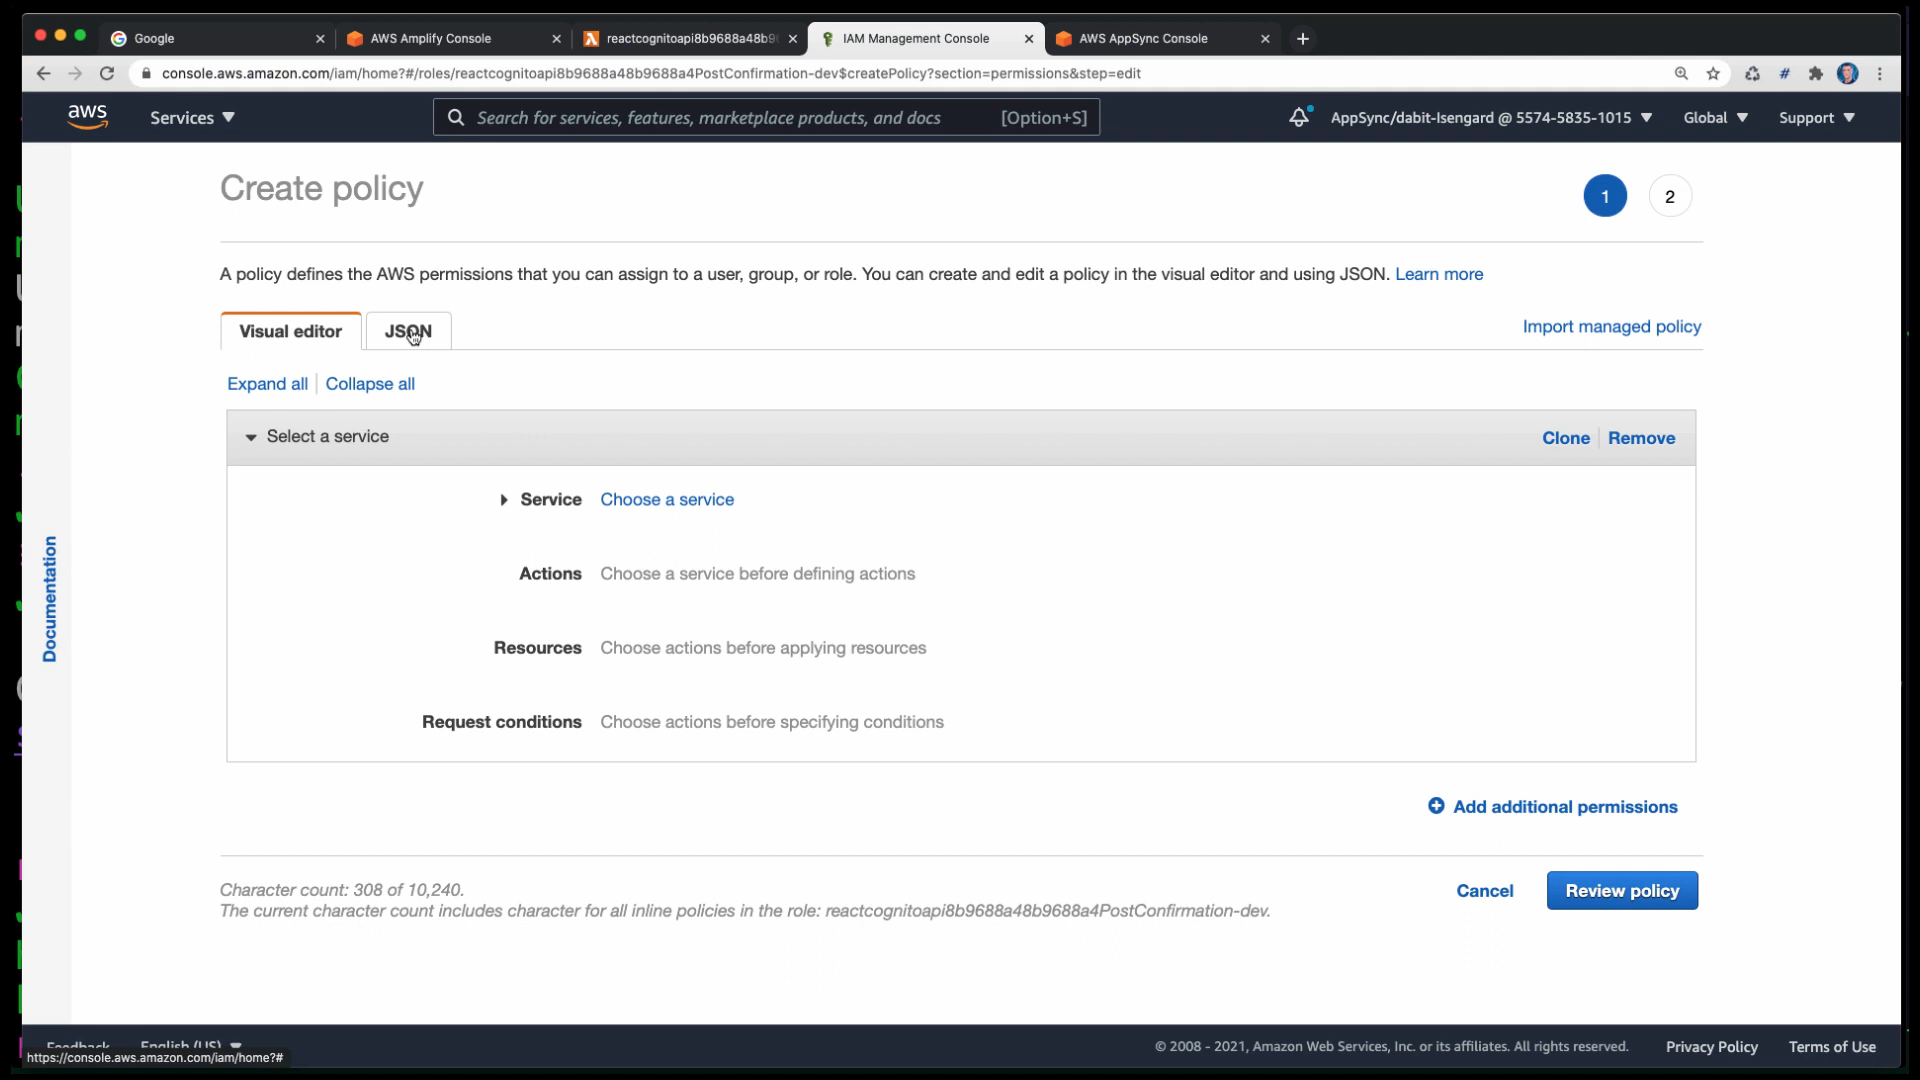 Google
AWS Amplify Console
reactcognitoapi8b9688a48b9
IAM Management Console
AWS AppSync Console
console.aws.amazon.com/iam/home?#/roles/reactcognitoapi8b9688a48b9688a4PostConfirmation-dev$createPolicy?section=permissions&step=edit
aws
Services
Search for services, features, marketplace products, and docs
[Option+S]
AppSync/dabit-Isengard @ 5574-5835-1015
Global
Support
Create policy
1
2
A policy defines the AWS permissions that you can assign to a user, group, or role. You can create and edit a policy in the visual editor and using JSON. Learn more
Visual editor
JSON
Import managed policy
Expand all
Collapse all
Select a service
Clone
Remove
Service
Choose a service
Actions
Choose a service before defining actions
Resources
Choose actions before applying resources
Request conditions
Choose actions before specifying conditions
Documentation
Add additional permissions
Character count: 308 of 10,240.
The current character count includes character for all inline policies in the role: reactcognitoapi8b9688a48b9688a4PostConfirmation-dev.
Cancel
Review policy
Feedback
English (US)
https://console.aws.amazon.com/iam/home?#
© 2008 - 2021, Amazon Web Services, Inc. or its affiliates. All rights reserved.
Privacy Policy
Terms of Use